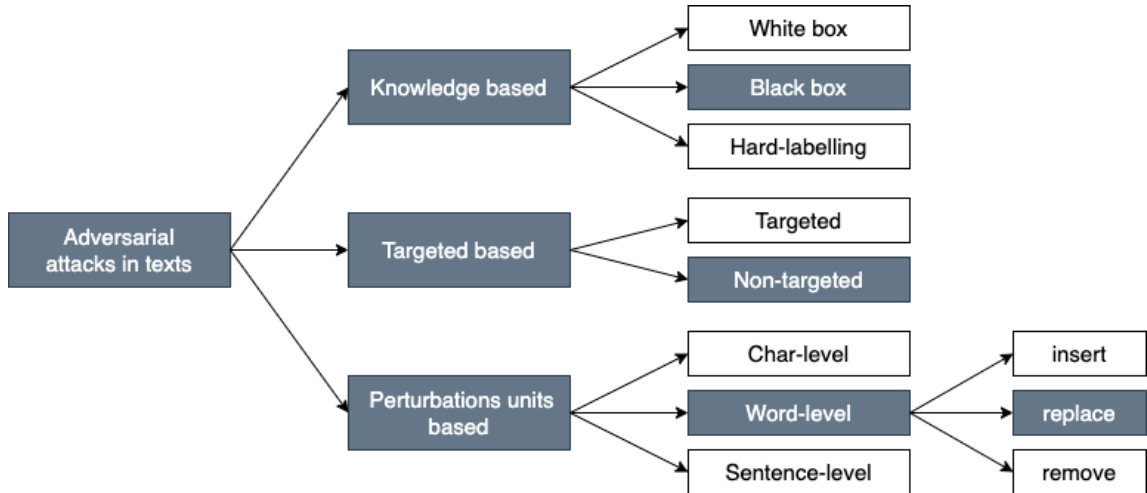 White box
Knowledge based
Black box
Hard-labelling
Adversarial
attacks in texts
Targeted based
Targeted
Non-targeted
Perturbations units
based
Char-level
Word-level
Sentence-level
insert
replace
remove